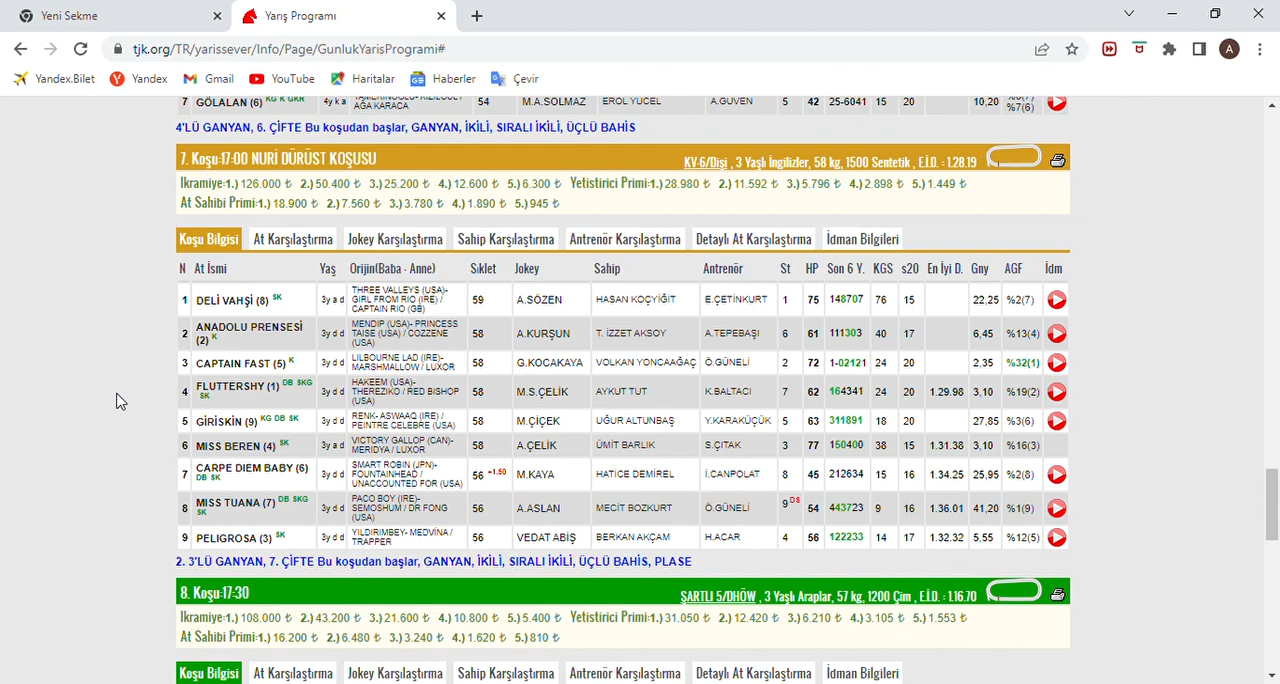 Yeni Sekme
Yarış Programı
tjk.org/TR/yarissever/Info/Page/GunlukYarisProgrami#
A
Yandex.Bilet Yandex Gmail YouTube Haritalar Haberler Çevir
7 GÖLALAN (6) KG K GKR 4y k a AĞA KARACA 54 M.A.SOLMAZ EROL YÜCEL A.GÜVEN 5 42 25-6041 15 20 10,20 %7(6)
4'LÜ GANYAN, 6. ÇİFTE Bu koşudan başlar, GANYAN, İKİLİ, SIRALI İKİLİ, ÜÇLÜ BAHİS
7. Koşu:17:00 NURİ DÜRÜST KOŞUSU KV-6/Dişi , 3 Yaşlı İngilizler, 58 kg, 1500 Sentetik , E.İ.D. : 1.28.19
İkramiye:1.) 126.000 ₺ 2.) 50.400 ₺ 3.) 25.200 ₺ 4.) 12.600 ₺ 5.) 6.300 ₺ Yetistirici Primi:1.) 28.980 ₺ 2.) 11.592 ₺ 3.) 5.796 ₺ 4.) 2.898 ₺ 5.) 1.449 ₺
At Sahibi Primi:1.) 18.900 ₺ 2.) 7.560 ₺ 3.) 3.780 ₺ 4.) 1.890 ₺ 5.) 945 ₺
Koşu Bilgisi At Karşılaştırma Jokey Karşılaştırma Sahip Karşılaştırma Antrenör Karşılaştırma Detaylı At Karşılaştırma İdman Bilgileri
N At İsmi Yaş Orijin(Baba - Anne) Sıklet Jokey Sahip Antrenör St HP Son 6 Y. KGS s20 En İyi D. Gny AGF İdm
1 DELİ VAHŞİ (8) SK 3y a d THREE VALLEYS (USA)- GIRL FROM RIO (IRE) / CAPTAIN RIO (GB) 59 A.SÖZEN HASAN KOÇYİĞİT E.ÇETİNKURT 1 75 148707 76 15 22,25 %2(7)
2 ANADOLU PRENSESİ (2) K 3y d d MENDIP (USA)- PRINCESS TAISE (USA) / COZZENE (USA) 58 A.KURŞUN T. İZZET AKSOY A.TEPEBAŞI 6 61 111303 40 17 6,45 %13(4)
3 CAPTAIN FAST (5) K 3y d d LILBOURNE LAD (IRE)- MARSHMALLOW / LUXOR 58 G.KOCAKAYA VOLKAN YONCAAĞAÇ Ö.GÜNELİ 2 72 1-02121 24 20 2,35 %32(1)
4 FLUTTERSHY (1) DB SKG SK 3y d d HAKEEM (USA)- THEREZIKO / RED BISHOP (USA) 58 M.S.ÇELİK AYKUT TUT K.BALTACI 7 62 164341 24 20 1.29.98 3,10 %19(2)
5 GİRİŞKİN (9) KG DB SK 3y d d RENK- ASWAAQ (IRE) / PEINTRE CELEBRE (USA) 58 M.ÇİÇEK UĞUR ALTUNBAŞ Y.KARAKÜÇÜK 5 63 311891 18 20 27,85 %3(6)
6 MISS BEREN (4) SK 3y a d VICTORY GALLOP (CAN)- MERIDYA / LUXOR 58 A.ÇELİK ÜMİT BARLIK S.ÇITAK 3 77 150400 38 15 1.31.38 3,10 %16(3)
7 CARPE DIEM BABY (6) DB SK 3y d d SMART ROBIN (JPN)- FOUNTAINHEAD / UNACCOUNTED FOR (USA) 56 +1.50 M.KAYA HATİCE DEMİREL İ.CANPOLAT 8 45 212634 15 16 1.34.25 25,95 %2(8)
8 MISS TUANA (7) DB SKG SK 3y d d PACO BOY (IRE)- SEMOSHUM / DR FONG (USA) 56 A.ASLAN MECİT BOZKURT Ö.GÜNELİ 9 DS 54 443723 9 16 1.36.01 41,20 %1(9)
9 PELIGROSA (3) SK 3y d d YILDIRIMBEY- MEDVİNA / TRAPPER 56 VEDAT ABİŞ BERKAN AKÇAM H.ACAR 4 56 122233 14 17 1.32.32 5,55 %12(5)
2. 3'LÜ GANYAN, 7. ÇİFTE Bu koşudan başlar, GANYAN, İKİLİ, SIRALI İKİLİ, ÜÇLÜ BAHİS, PLASE
8. Koşu:17:30 ŞARTLI 5/DHÖW , 3 Yaşlı Araplar, 57 kg, 1200 Çim , E.İ.D. : 1.16.70
İkramiye:1.) 108.000 ₺ 2.) 43.200 ₺ 3.) 21.600 ₺ 4.) 10.800 ₺ 5.) 5.400 ₺ Yetistirici Primi:1.) 31.050 ₺ 2.) 12.420 ₺ 3.) 6.210 ₺ 4.) 3.105 ₺ 5.) 1.553 ₺
At Sahibi Primi:1.) 16.200 ₺ 2.) 6.480 ₺ 3.) 3.240 ₺ 4.) 1.620 ₺ 5.) 810 ₺
Koşu Bilgisi At Karşılaştırma Jokey Karşılaştırma Sahip Karşılaştırma Antrenör Karşılaştırma Detaylı At Karşılaştırma İdman Bilgileri